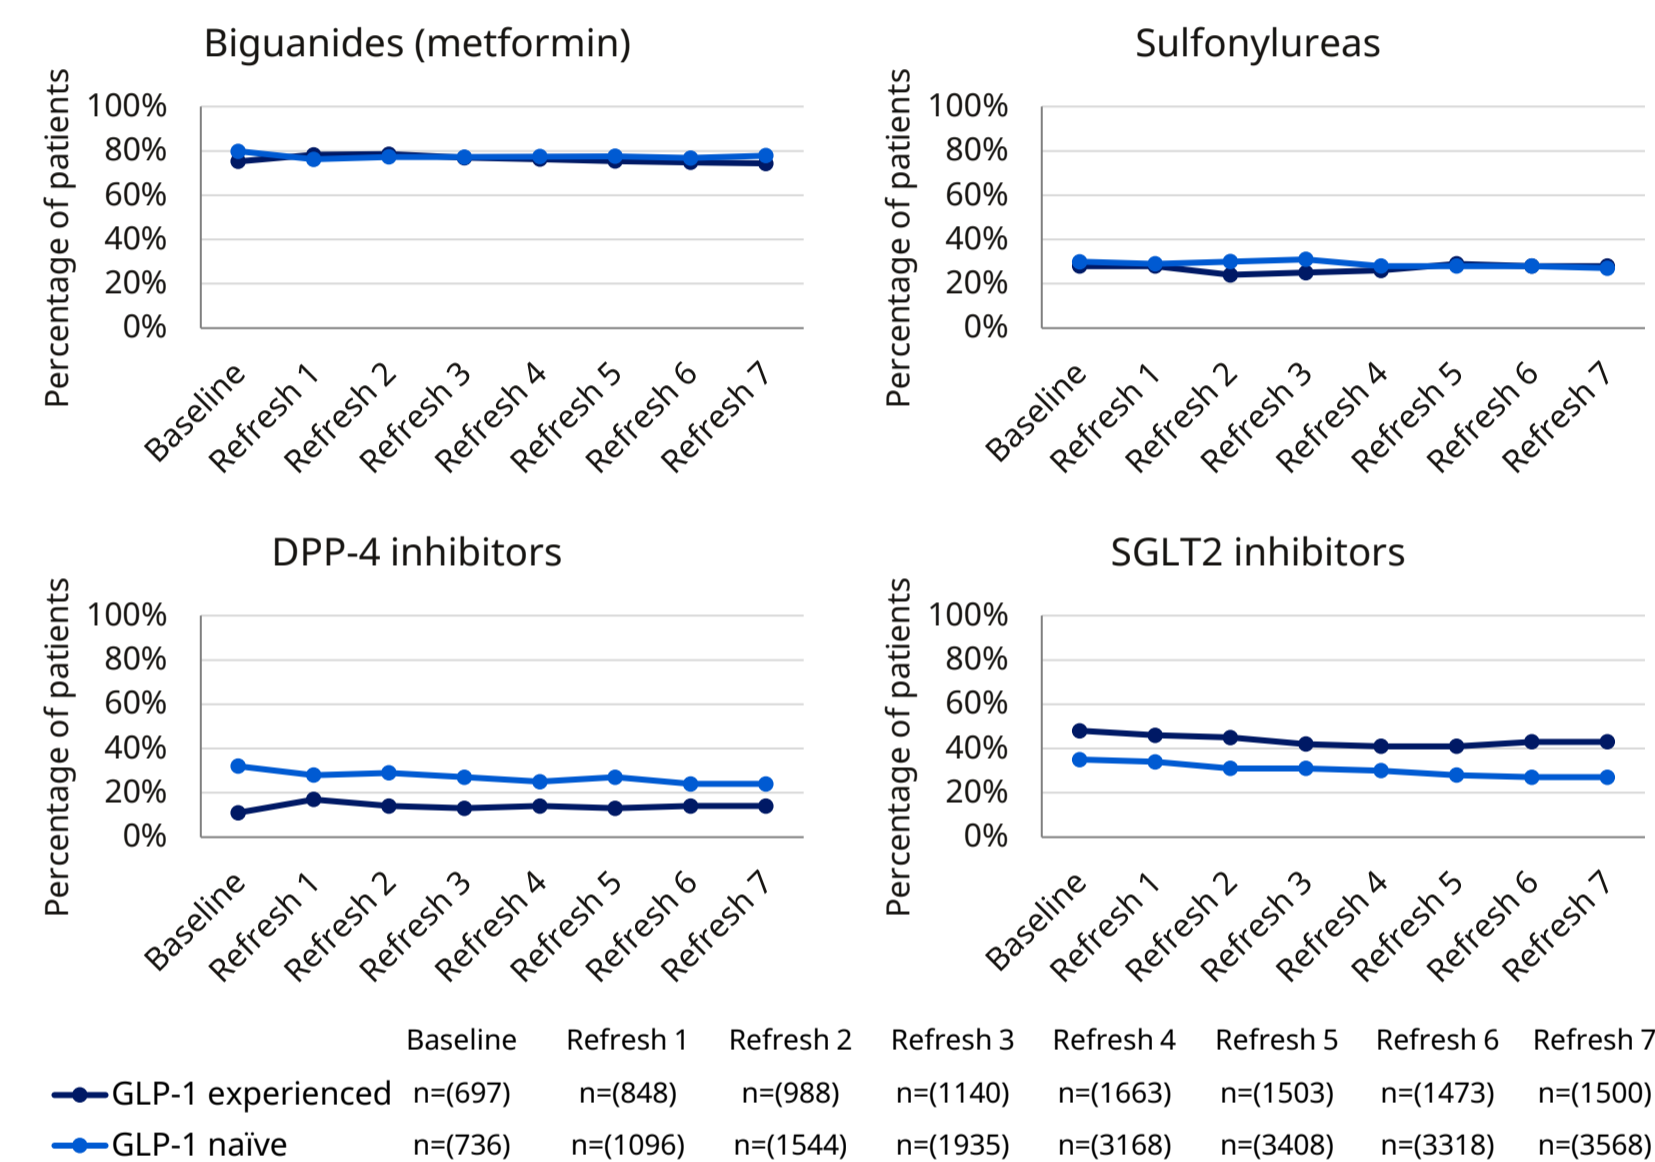 Biguanides (metformin)
Percentage of patients
100%
80%
60%
40%
20%
0%
Baseline
Refresh 1
Refresh 2
Refresh 3
Refresh 4
Refresh 5
Refresh 6
Refresh 7
Sulfonylureas
Percentage of patients
100%
80%
60%
40%
20%
0%
Baseline
Refresh 1
Refresh 2
Refresh 3
Refresh 4
Refresh 5
Refresh 6
Refresh 7
DPP-4 inhibitors
Percentage of patients
100%
80%
60%
40%
20%
0%
Baseline
Refresh 1
Refresh 2
Refresh 3
Refresh 4
Refresh 5
Refresh 6
Refresh 7
SGLT2 inhibitors
Percentage of patients
100%
80%
60%
40%
20%
0%
Baseline
Refresh 1
Refresh 2
Refresh 3
Refresh 4
Refresh 5
Refresh 6
Refresh 7
Baseline Refresh 1 Refresh 2 Refresh 3 Refresh 4 Refresh 5 Refresh 6 Refresh 7
GLP-1 experienced n=(697) n=(848) n=(988) n=(1140) n=(1663) n=(1503) n=(1473) n=(1500)
GLP-1 naïve n=(736) n=(1096) n=(1544) n=(1935) n=(3168) n=(3408) n=(3318) n=(3568)